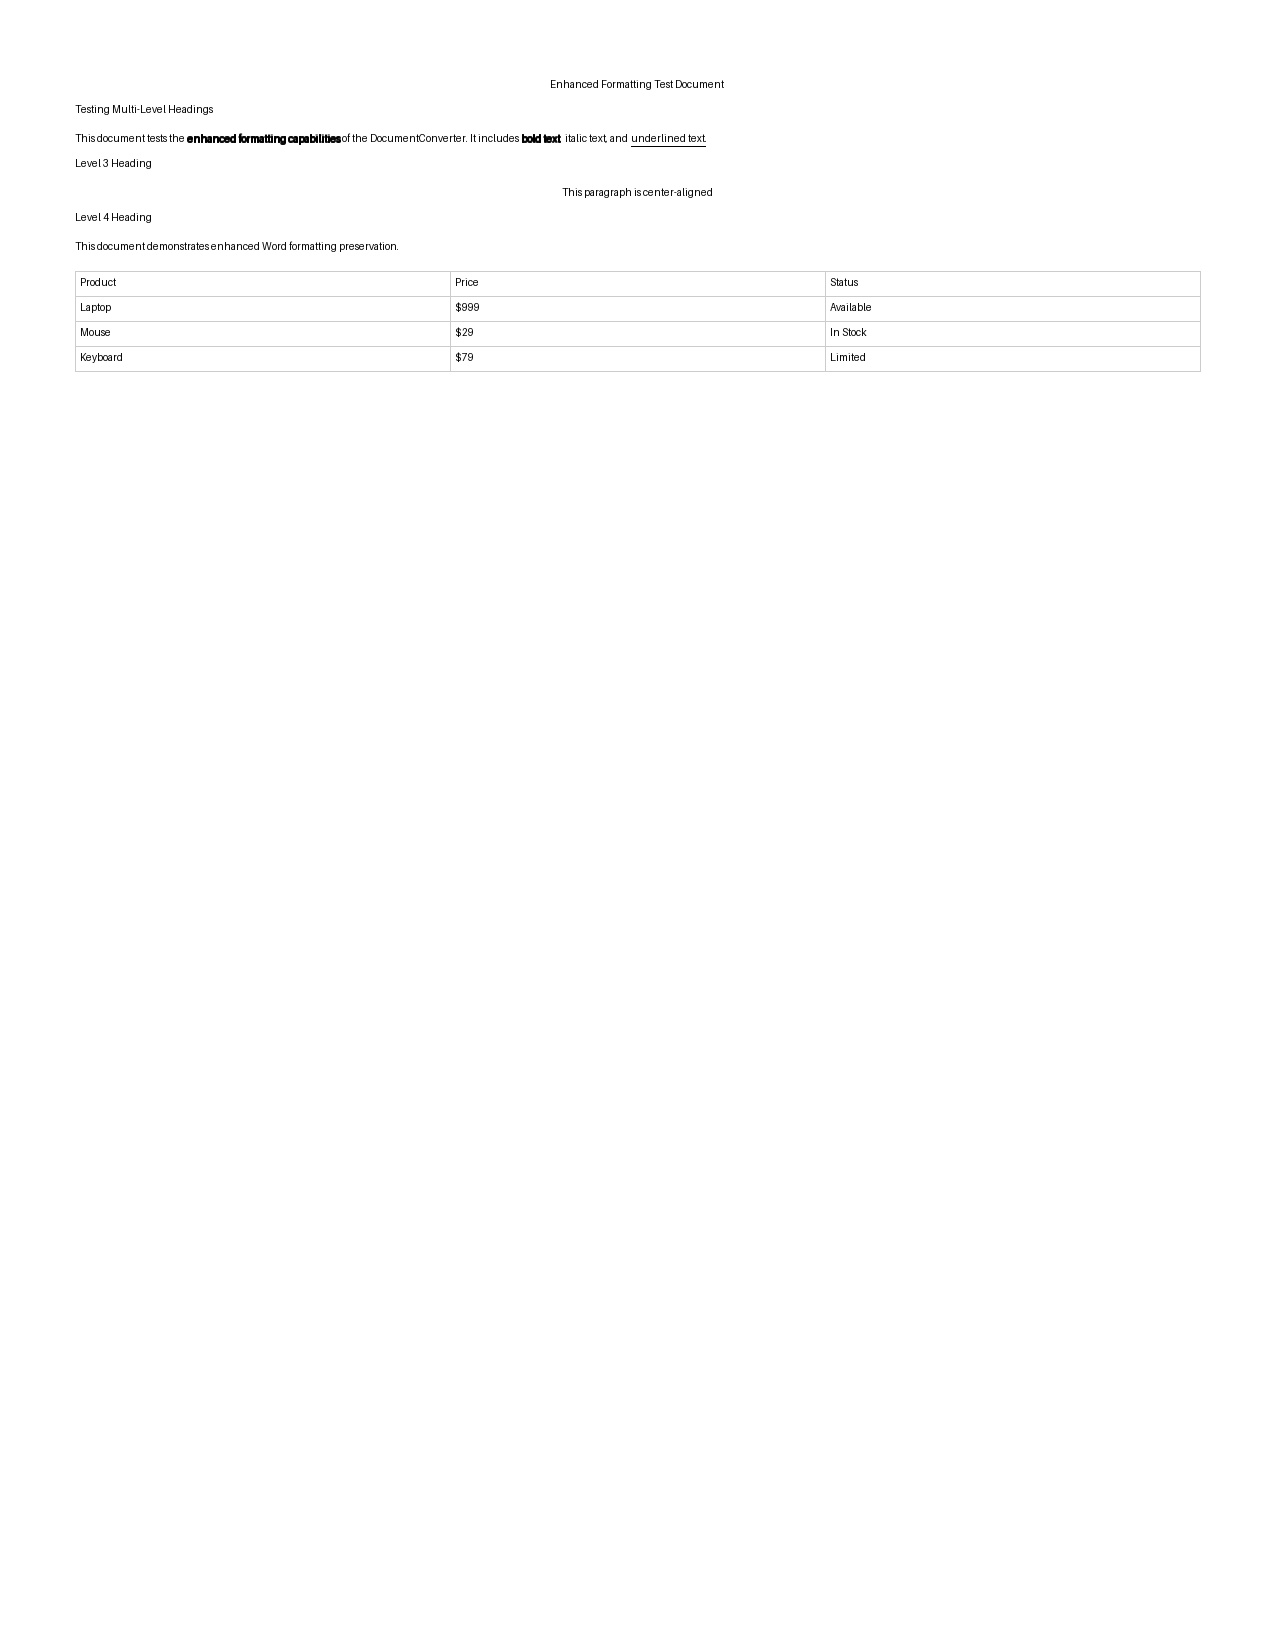 Enhanced Formatting Test Document
Testing Multi-Level Headings
This document tests the enhanced formatting capabilities of the DocumentConverter. It includes bold text, italic text, and underlined text.
Level 3 Heading
This paragraph is center-aligned
Level 4 Heading
This document demonstrates enhanced Word formatting preservation.
Product Price Status
Laptop $999 Available
Mouse $29 In Stock
Keyboard $79 Limited